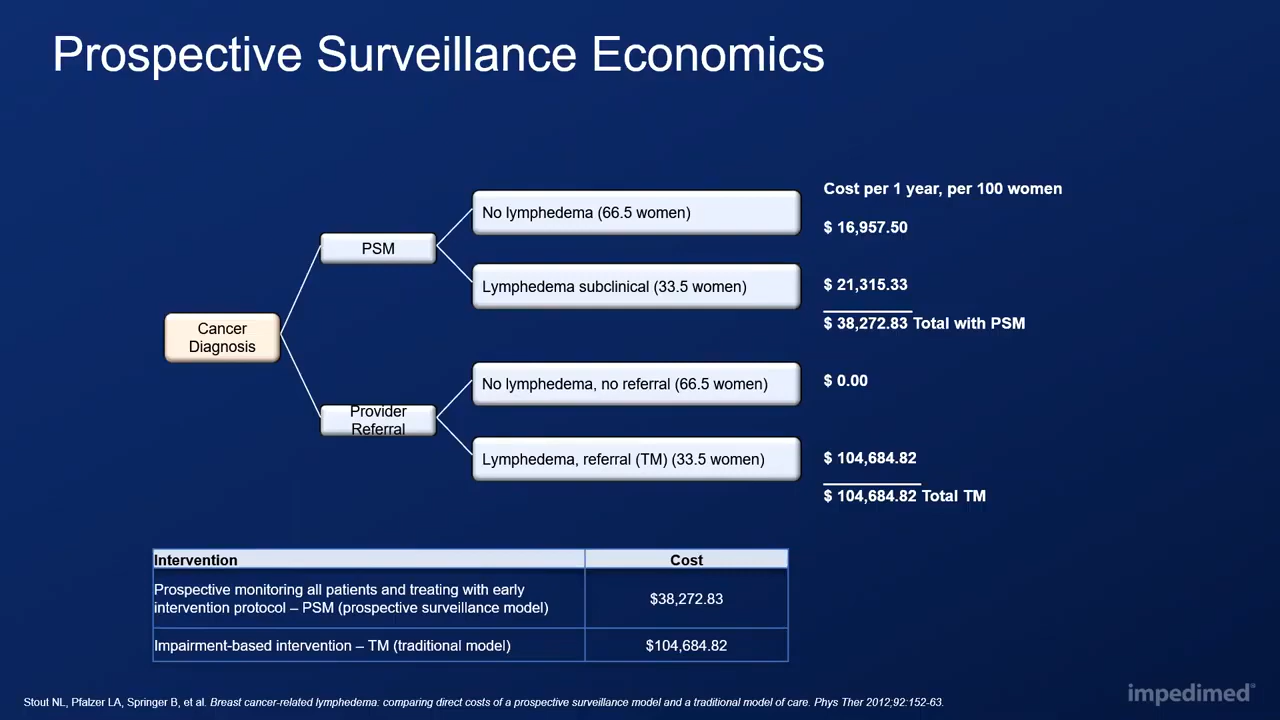 Prospective Surveillance Economics
Cost per 1 year, per 100 women
No lymphedema (66.5 women)
$ 16,957.50
PSM
Lymphedema subclinical (33.5 women)
$ 21,315.33
$ 38,272.83 Total with PSM
Cancer
Diagnosis
No lymphedema, no referral (66.5 women)
$ 0.00
Provider
Referral
Lymphedema, referral (TM) (33.5 women)
$ 104,684.82
$ 104,684.82 Total TM
Intervention Cost
Prospective monitoring all patients and treating with early
intervention protocol – PSM (prospective surveillance model)
$38,272.83
Impairment-based intervention – TM (traditional model) $104,684.82
impedimed®
Stout NL, Pfalzer LA, Springer B, et al. Breast cancer-related lymphedema: comparing direct costs of a prospective surveillance model and a traditional model of care. Phys Ther 2012;92:152-63.